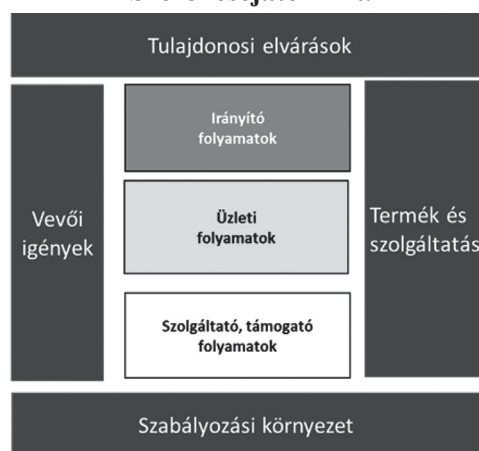 Tulajdonosi elvárások
Irányító
folyamatok
Vevői
igények
Üzleti
folyamatok
Termék és
szolgáltatás
Szolgáltató, támogató
folyamatok
Szabályozási környezet